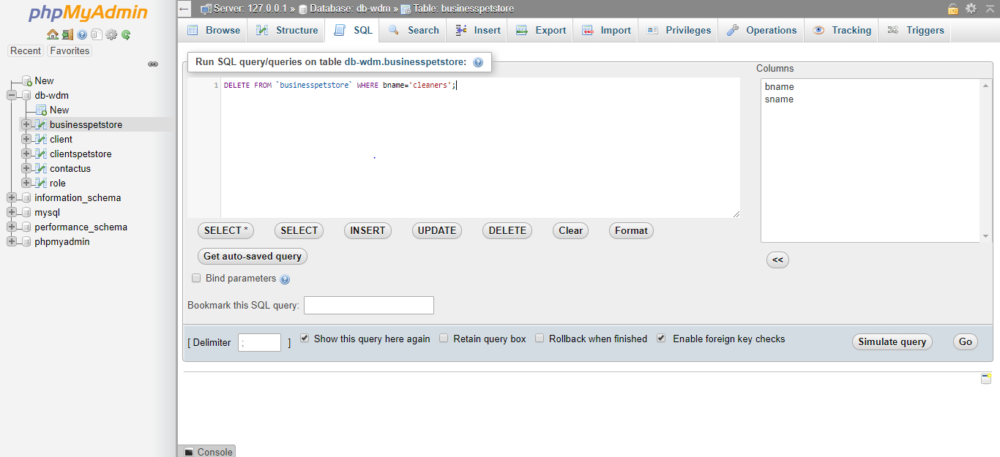 phpMyAdmin
Recent Favorites
New
db-wdm
New
businesspetstore
client
clientspetstore
contactus
role
information_schema
mysql
performance_schema
phpmyadmin
Server: 127.0.0.1 » Database: db-wdm » Table: businesspetstore
Browse Structure SQL Search Insert Export Import Privileges Operations Tracking Triggers
Run SQL query/queries on table db-wdm.businesspetstore:
1 DELETE FROM `businesspetstore` WHERE bname='cleaners';
Columns
bname
sname
SELECT * SELECT INSERT UPDATE DELETE Clear Format
<<
Get auto-saved query
Bind parameters
Bookmark this SQL query:
[ Delimiter ; ] Show this query here again Retain query box Rollback when finished Enable foreign key checks Simulate query Go
Console